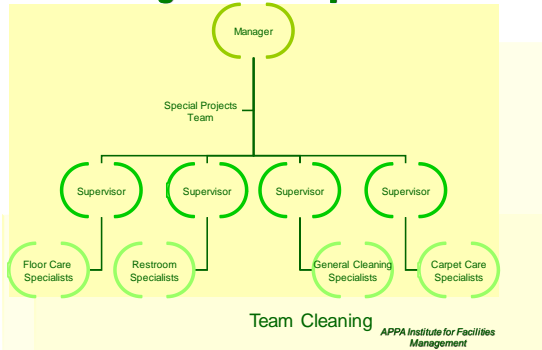 Manager
Special Projects
Team
Supervisor
Supervisor
Supervisor
Supervisor
Floor Care
Specialists
Restroom
Specialists
General Cleaning
Specialists
Carpet Care
Specialists
Team Cleaning
APPA Institute for Facilities
Management